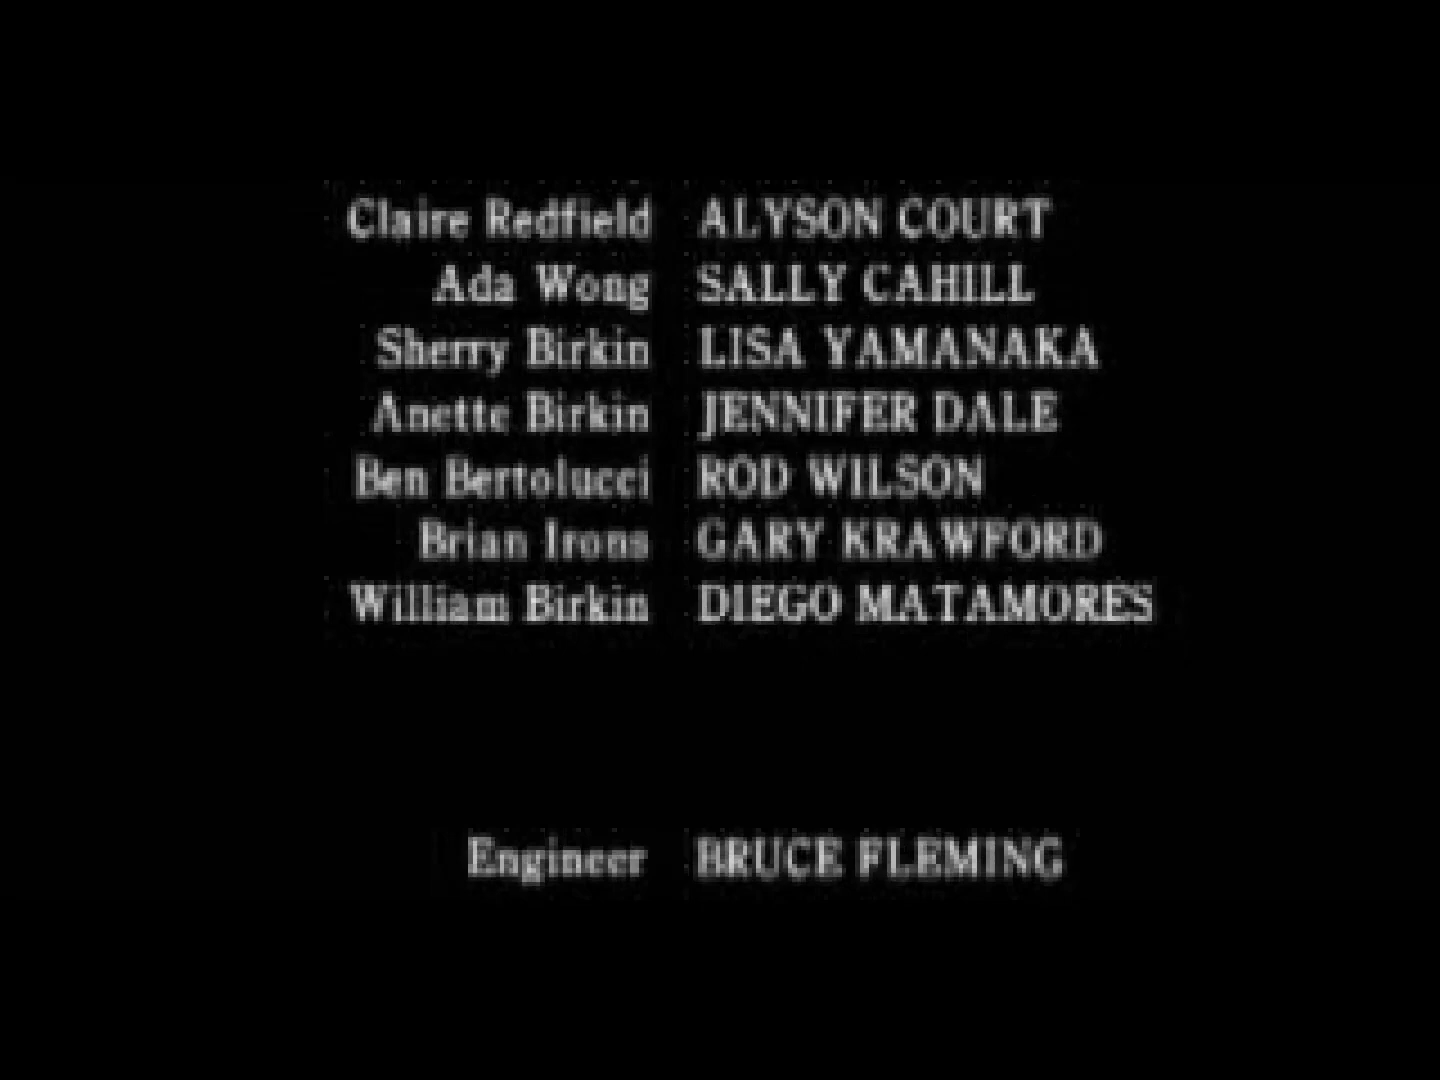 Claire Redfield ALYSON COURT
Ada Wong SALLY CAHILL
Sherry Birkin LISA YAMANAKA
Anette Birkin JENNIFER DALE
Ben Bertolucci ROD WILSON
Brian Irons GARY KRAWFORD
William Birkin DIEGO MATAMORES
Engineer BRUCE FLEMING